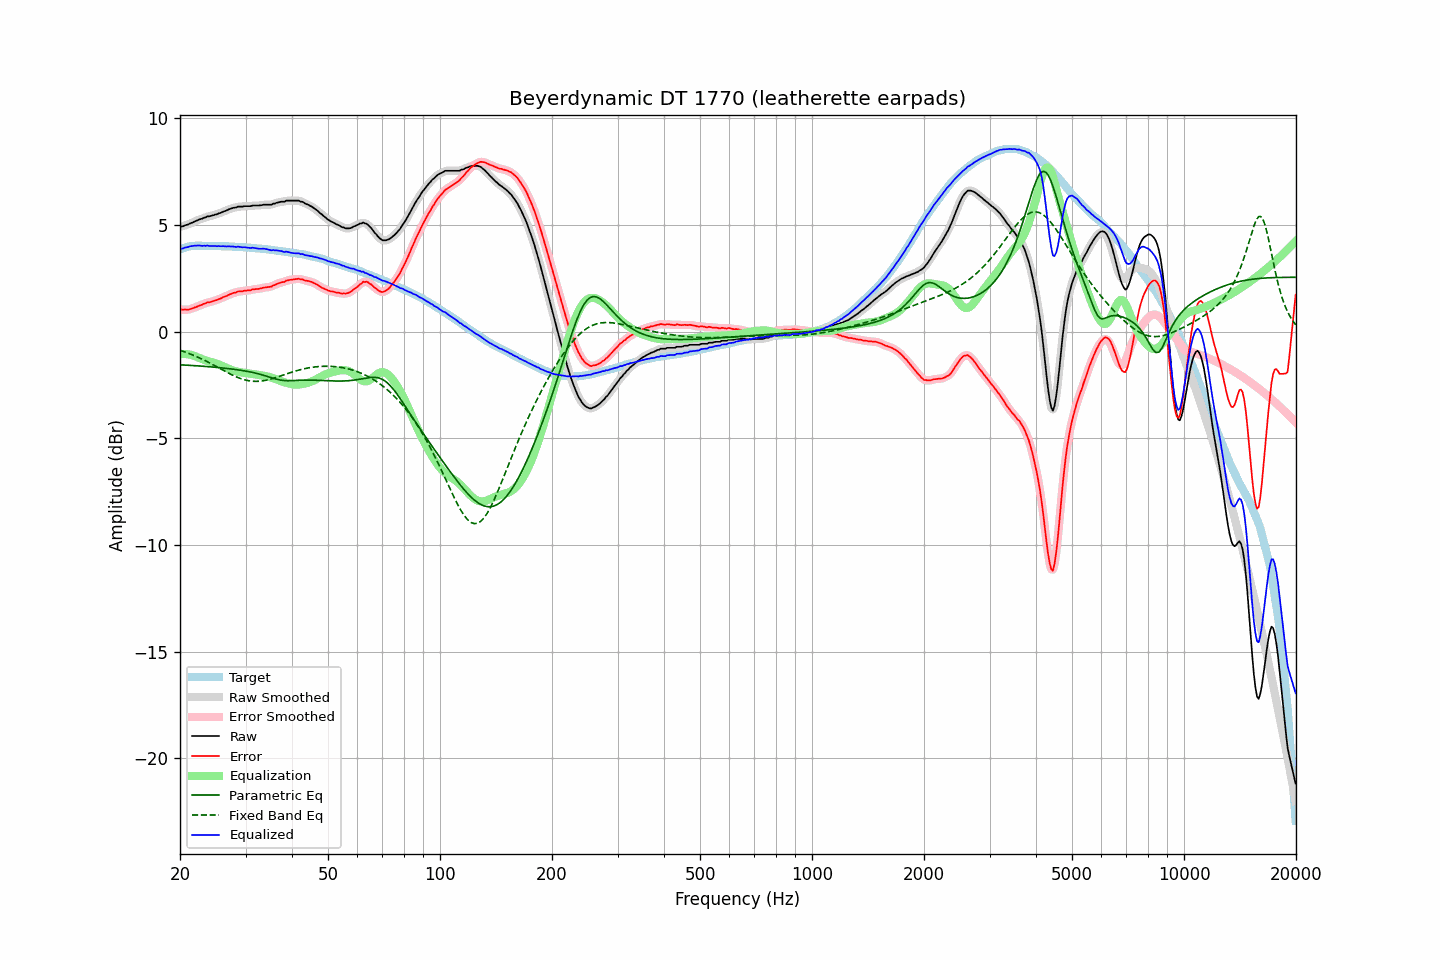 Beyerdynamic DT 1770 (leatherette earpads)
10
5
0
−5
−10
−15
−20
Amplitude (dBr)
Target
Raw Smoothed
Error Smoothed
Raw
Error
Equalization
Parametric Eq
Fixed Band Eq
Equalized
20 50 100 200 500 1000 2000 5000 10000 20000
Frequency (Hz)